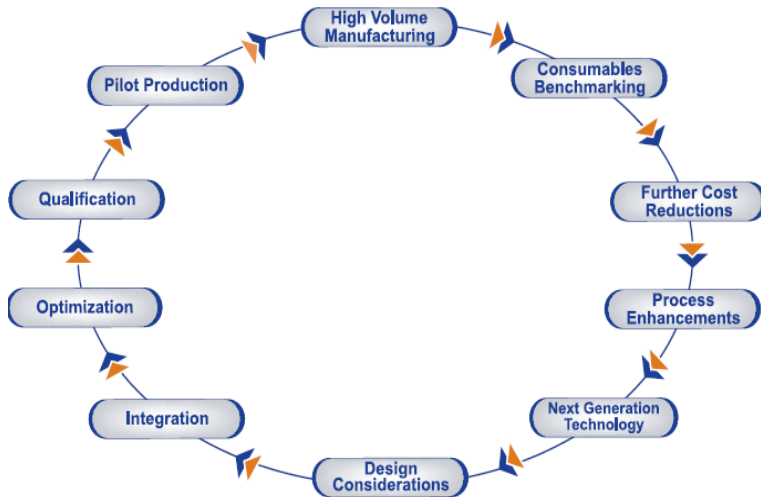 High Volume
Manufacturing
Consumables
Benchmarking
Further Cost
Reductions
Process
Enhancements
Next Generation
Technology
Design
Considerations
Integration
Optimization
Qualification
Pilot Production